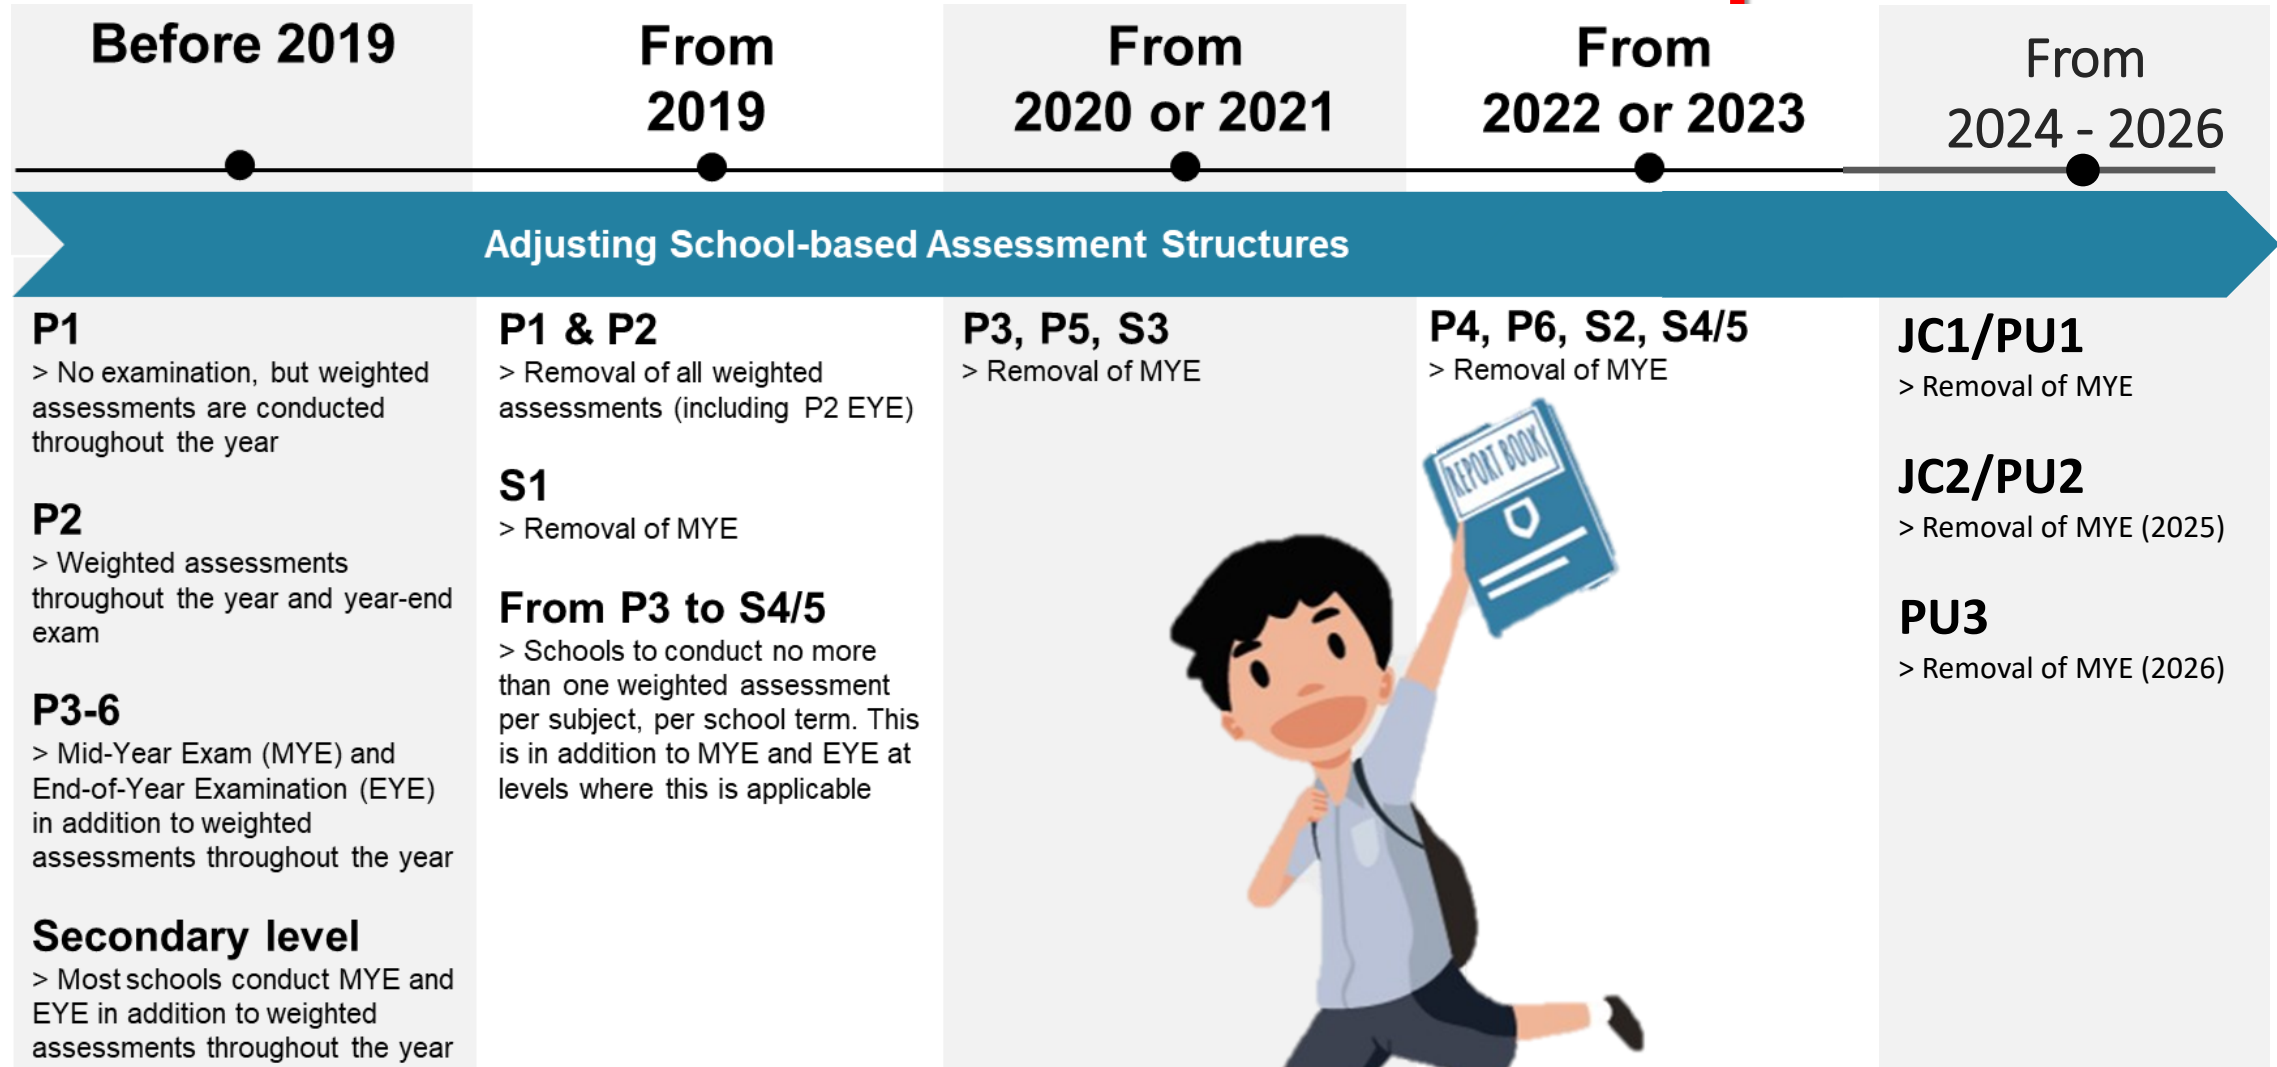 Before 2019
From
2019
From
2020 or 2021
From
2022 or 2023
From
2024 - 2026
Adjusting School-based Assessment Structures
P1
> No examination, but weighted
assessments are conducted
throughout the year
P2
> Weighted assessments
throughout the year and year-end
exam
P3-6
> Mid-Year Exam (MYE) and
End-of-Year Examination (EYE)
in addition to weighted
assessments throughout the year
Secondary level
> Most schools conduct MYE and
EYE in addition to weighted
assessments throughout the year
P1 & P2
> Removal of all weighted
assessments (including P2 EYE)
S1
> Removal of MYE
From P3 to S4/5
> Schools to conduct no more
than one weighted assessment
per subject, per school term. This
is in addition to MYE and EYE at
levels where this is applicable
P3, P5, S3
> Removal of MYE
P4, P6, S2, S4/5
> Removal of MYE
REPORT BOOK
JC1/PU1
> Removal of MYE
JC2/PU2
> Removal of MYE (2025)
PU3
> Removal of MYE (2026)